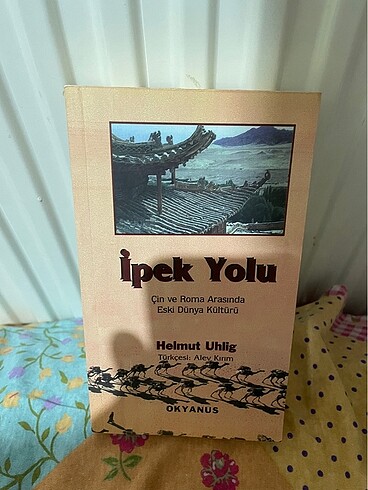 İpek Yolu
Çin ve Roma Arasında
Eski Dünya Kültürü
Helmut Uhlig
Türkçesi: Alev Kırım
OKYANUS